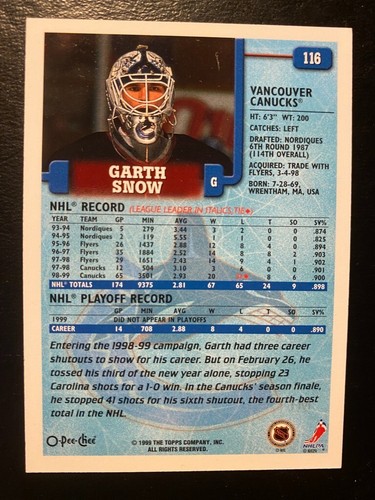 116
VANCOUVER
CANUCKS®
HT: 6'3" WT: 200
CATCHES: LEFT
DRAFTED: NORDIQUES
6TH ROUND 1987
(114TH OVERALL)
ACQUIRED: TRADE WITH
FLYERS, 3-4-98
BORN: 7-28-69,
WRENTHAM, MA, USA
GARTH
SNOW
G
NHL® RECORD (LEAGUE LEADER IN ITALICS, TIE◆)
YEAR TEAM GP MIN AVG W L T SO SV%
93-94 Nordiques 5 279 3.44 3 2 0 0 .874
94-95 Nordiques 2 119 5.55 1 1 0 0 .825
95-96 Flyers 26 1437 2.88 12 8 4 0 .894
96-97 Flyers 35 1884 2.52 14 8 8 2 .903
97-98 Flyers 29 2.43 14 9 4 1 .902
97-98 Canucks 12 504 3.10 3 6 0 0 .901
98-99 Canucks 65 3501 2.93 20 8 6 .900
NHL® TOTALS 174 9375 2.81 67 65 24 9 .898
NHL® PLAYOFF RECORD
GP MIN AVG W L T SO SV%
1999 DID NOT APPEAR IN PLAYOFFS
CAREER 14 708 2.88 8 4 0 .890
Entering the 1998-99 campaign, Garth had three career
shutouts to show for his career. But on February 26, he
tossed his third of the new year alone, stopping 23
Carolina shots for a 1-0 win. In the Canucks' season finale,
he stopped 41 shots for his sixth shutout, the fourth-best
total in the NHL.
O-Pee-Chee
© 1999 THE TOPPS COMPANY, INC.
ALL RIGHTS RESERVED.
© NHL
NHLPA
© NHLPA